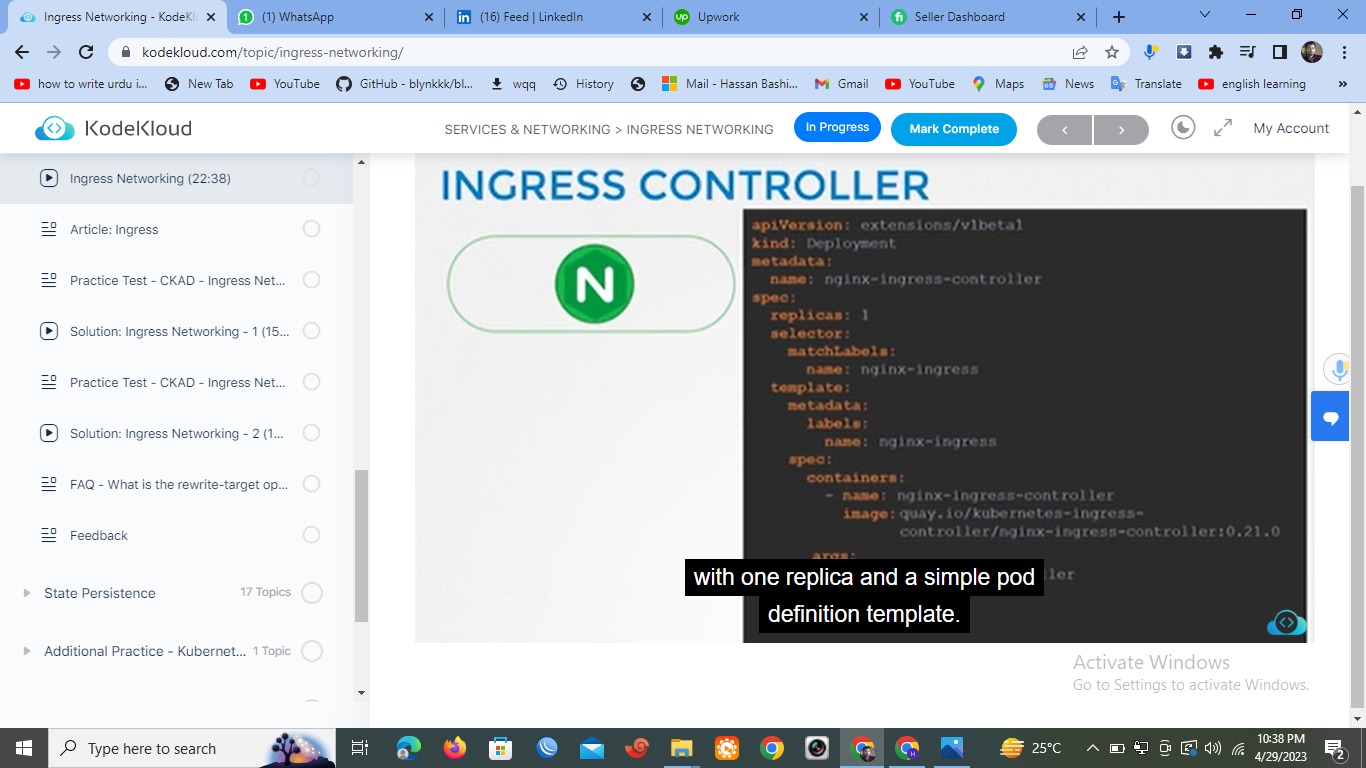 Ingress Networking - KodeKl
(1) WhatsApp
(16) Feed | LinkedIn
Upwork
Seller Dashboard
kodekloud.com/topic/ingress-networking/
how to write urdu i...
New Tab
YouTube
GitHub - blynkkk/bl...
wqq
History
Mail - Hassan Bashi...
Gmail
YouTube
Maps
News
Translate
english learning
»
KodeKloud
SERVICES & NETWORKING > INGRESS NETWORKING
In Progress
Mark Complete
<
>
My Account
Ingress Networking (22:38)
Article: Ingress
Practice Test - CKAD - Ingress Net...
Solution: Ingress Networking - 1 (15...
Practice Test - CKAD - Ingress Net...
Solution: Ingress Networking - 2 (1...
FAQ - What is the rewrite-target op...
Feedback
State Persistence
17 Topics
Additional Practice - Kubernet...
1 Topic
INGRESS CONTROLLER
N
apiVersion: extensions/v1beta1
kind: Deployment
metadata:
name: nginx-ingress-controller
spec:
replicas: 1
selector:
matchLabels:
name: nginx-ingress
template:
metadata:
labels:
name: nginx-ingress
spec:
containers:
- name: nginx-ingress-controller
image: quay.io/kubernetes-ingress-
controller/nginx-ingress-controller:0.21.0
args:
with one replica and a simple pod
definition template.
Activate Windows
Go to Settings to activate Windows.
Type here to search
25°C
10:38 PM
4/29/2023
2